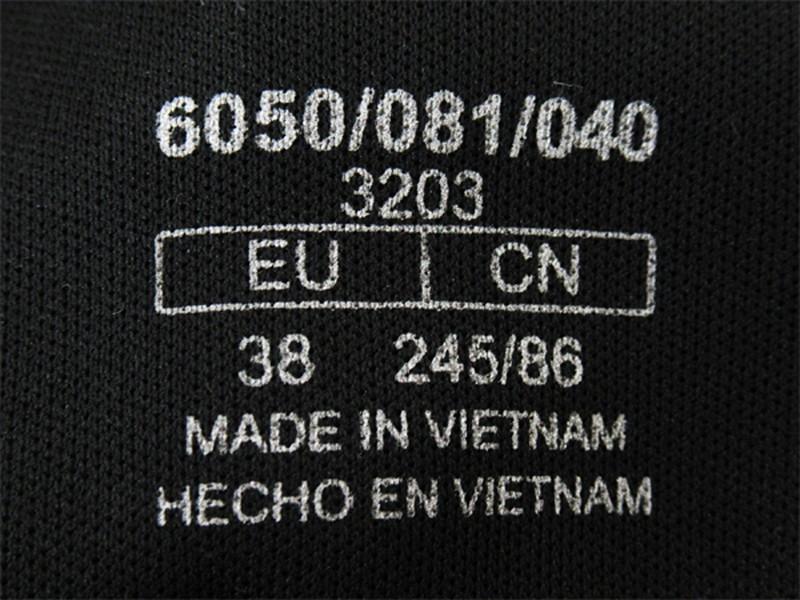 6050/081/040
3203
EU CN
38 245/86
MADE IN VIETNAM
HECHO EN VIETNAM